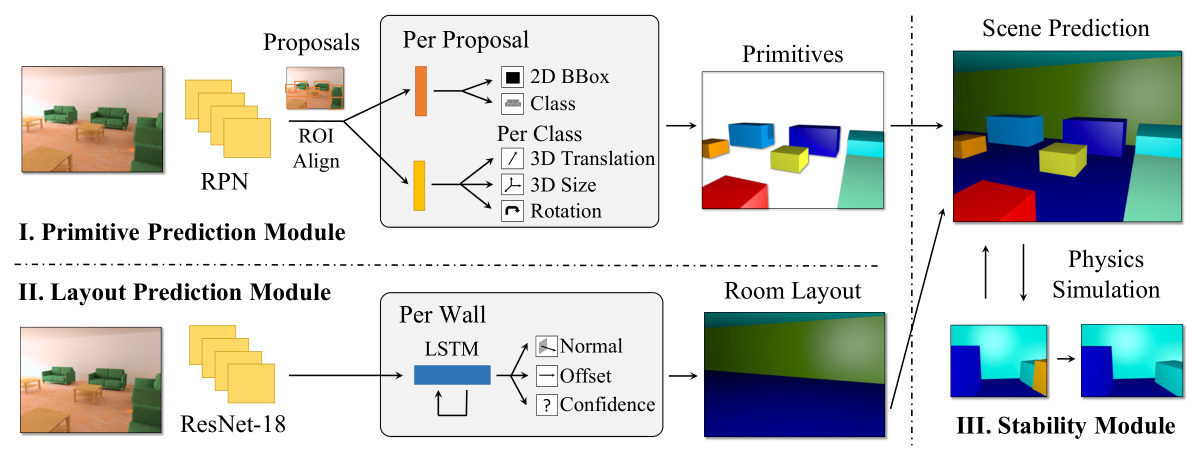 Proposals
RPN
ROI
Align
Per Proposal
2D BBox
Class
Per Class
3D Translation
3D Size
Rotation
Primitives
I. Primitive Prediction Module
II. Layout Prediction Module
ResNet-18
Per Wall
LSTM
Normal
Offset
? Confidence
Room Layout
Scene Prediction
Physics
Simulation
III. Stability Module